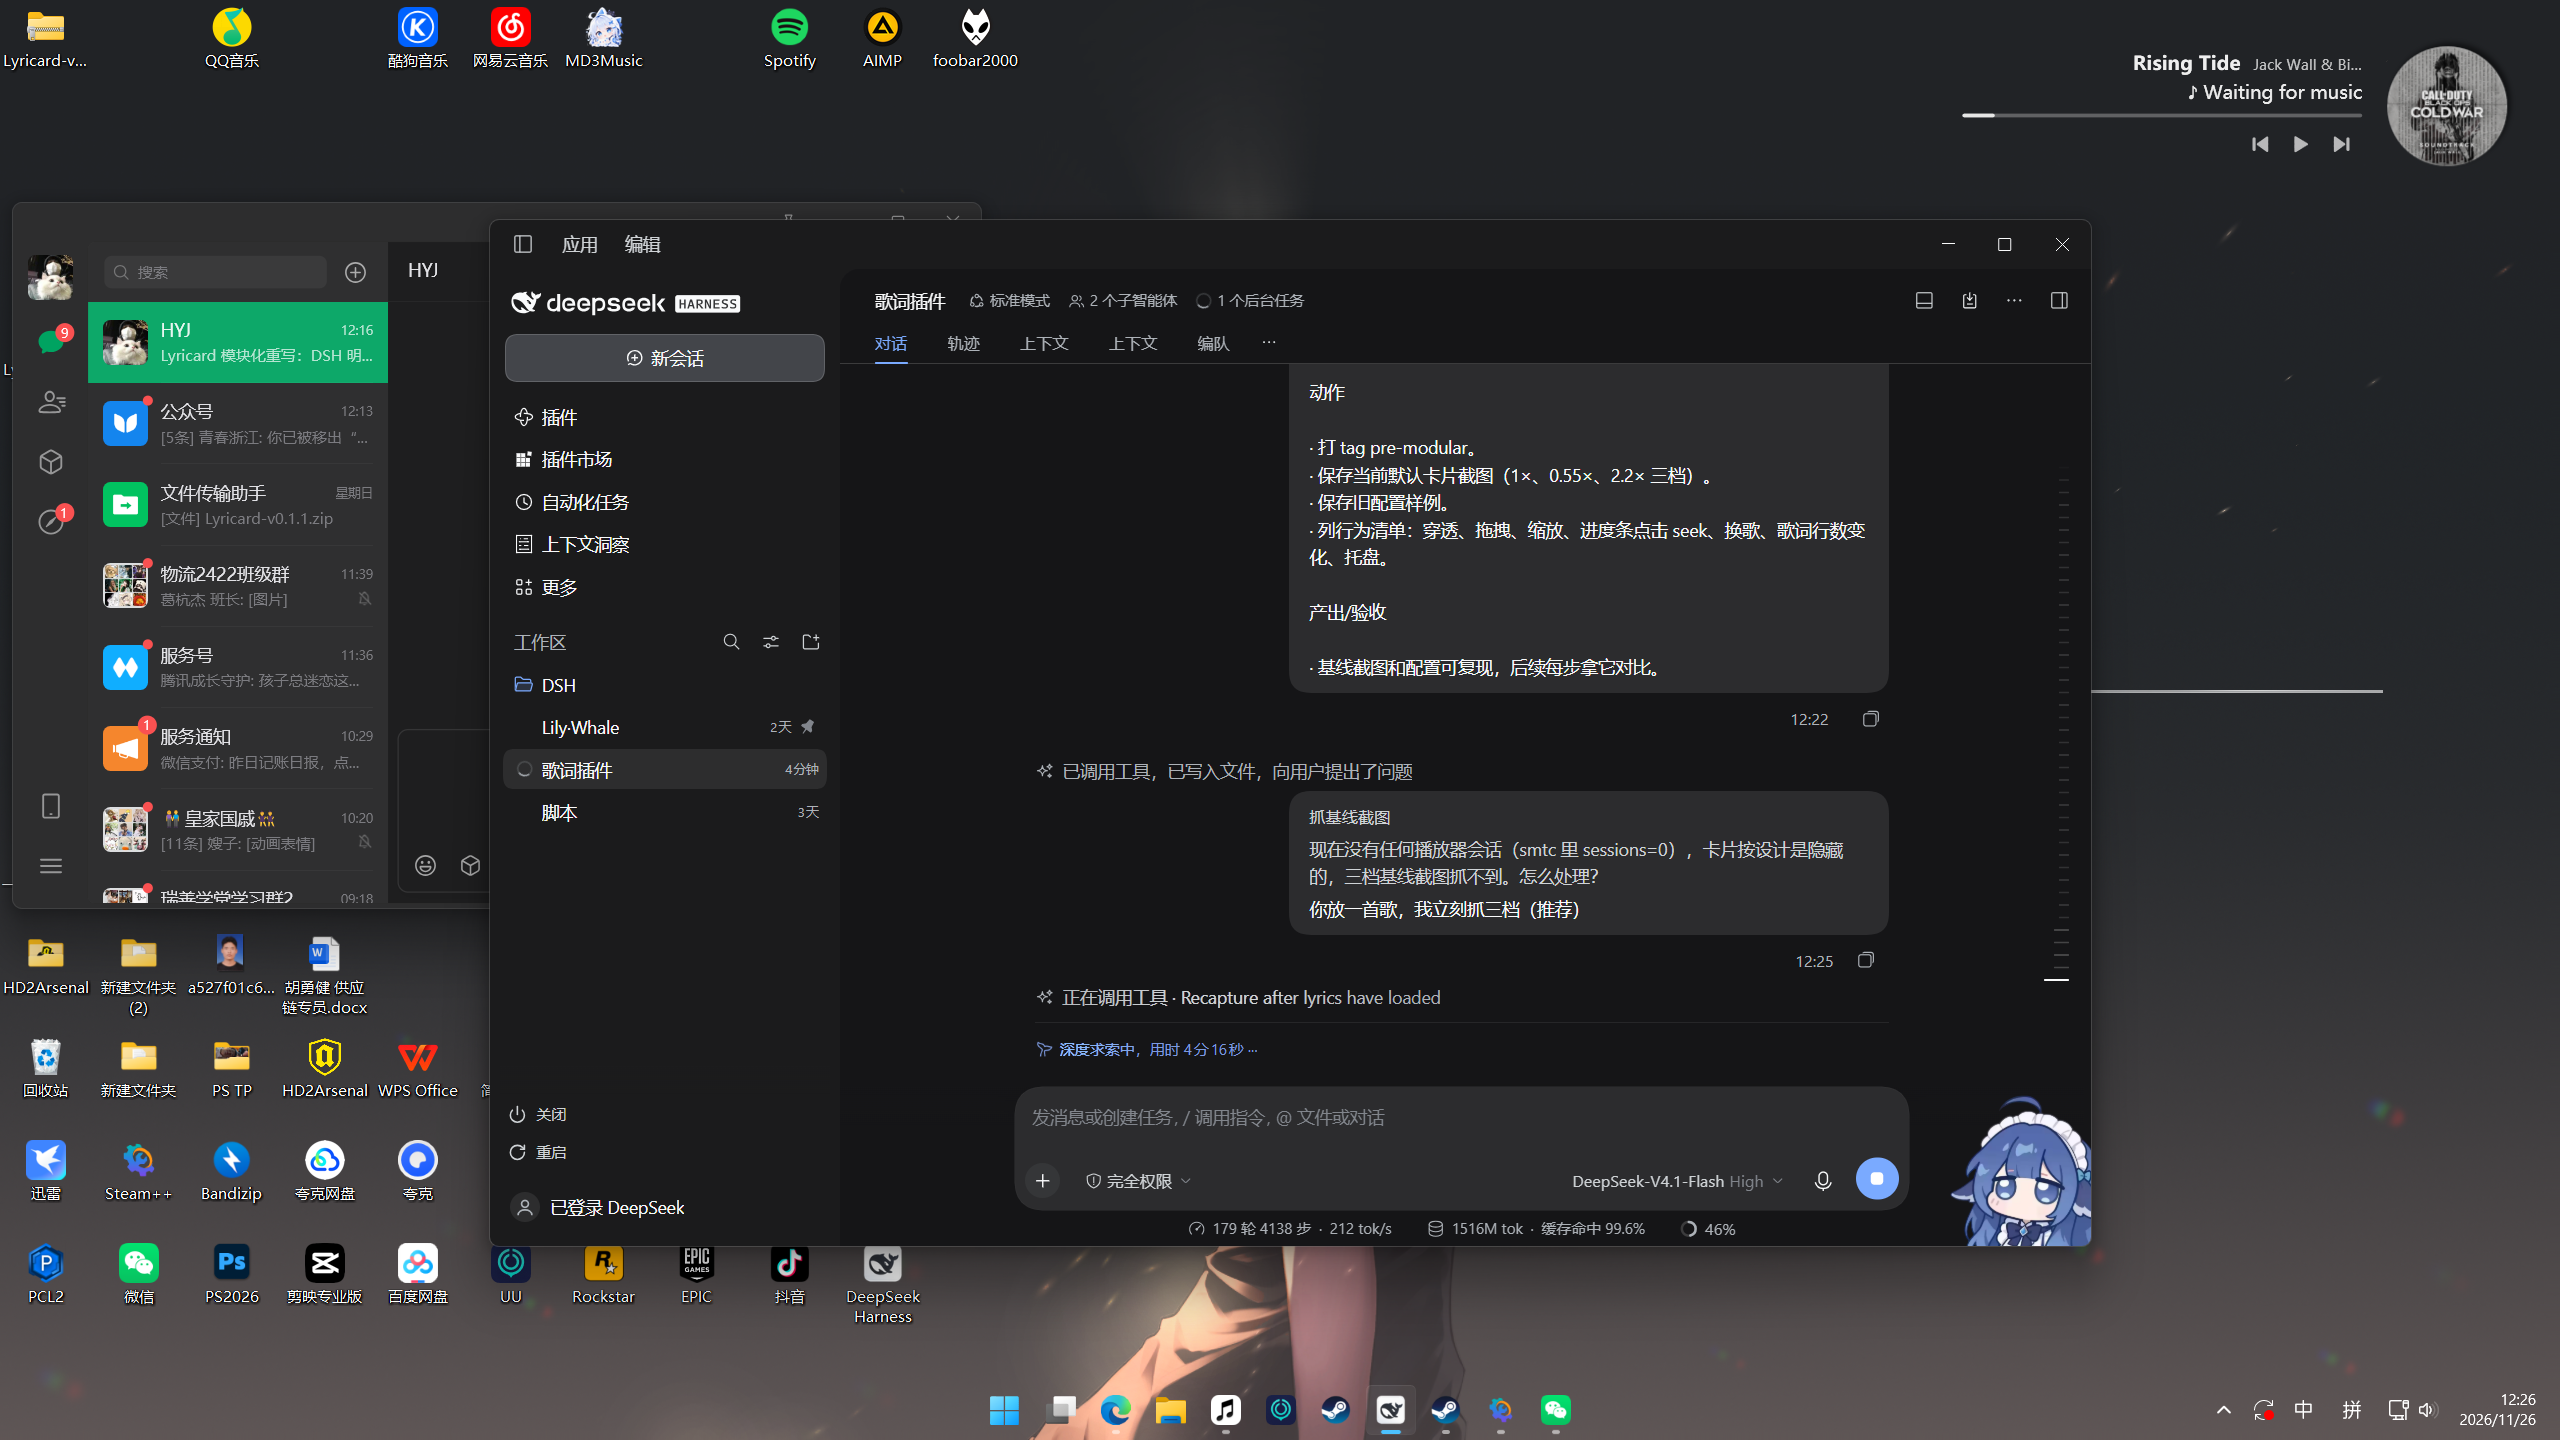 Lyricard-v...
QQ音乐
酷狗音乐
网易云音乐
MD3Music
Spotify
AIMP
foobar2000
Rising Tide Jack Wall & Bi...
♪ Waiting for music
CALL·DUTY
BLACK OPS
COLD WAR
SOUNDTRACK
搜索
HYJ
9
HYJ 12:16
Lyricard 模块化重写：DSH 明...
公众号 12:13
[5条] 青春浙江: 你已被移出“...
文件传输助手 星期日
[文件] Lyricard-v0.1.1.zip
1
物流2422班级群 11:39
葛杭杰 班长: [图片]
服务号 11:36
腾讯成长守护: 孩子总迷恋这...
1
服务通知 10:29
微信支付: 昨日记账日报，点...
皇家国戚 10:20
[11条] 嫂子: [动画表情]
瑞善学堂学习群2 09:18
应用 编辑
deepseek HARNESS
新会话
插件
插件市场
自动化任务
上下文洞察
更多
工作区
DSH
Lily·Whale 2天
歌词插件 4分钟
脚本 3天
关闭
重启
已登录 DeepSeek
歌词插件 标准模式 2 个子智能体 1 个后台任务
对话 轨迹 上下文 上下文 编队 ···
动作
· 打 tag pre-modular。
· 保存当前默认卡片截图（1×、0.55×、2.2× 三档）。
· 保存旧配置样例。
· 列行为清单：穿透、拖拽、缩放、进度条点击 seek、换歌、歌词行数变
化、托盘。
产出/验收
· 基线截图和配置可复现，后续每步拿它对比。
12:22
已调用工具，已写入文件，向用户提出了问题
抓基线截图
现在没有任何播放器会话（smtc 里 sessions=0），卡片按设计是隐藏
的，三档基线截图抓不到。怎么处理？
你放一首歌，我立刻抓三档（推荐）
12:25
正在调用工具 · Recapture after lyrics have loaded
深度求索中，用时 4分16秒 ···
发消息或创建任务, / 调用指令, @ 文件或对话
完全权限
DeepSeek-V4.1-Flash High
179 轮 4138 步 · 212 tok/s 1516M tok · 缓存命中 99.6% 46%
HD2Arsenal
新建文件夹
(2)
a527f01c6...
胡勇健 供应
链专员.docx
回收站
新建文件夹
PS TP
HD2Arsenal
WPS Office
迅雷
Steam++
Bandizip
夸克网盘
夸克
PCL2
微信
PS2026
剪映专业版
百度网盘
UU
Rockstar
EPIC
GAMES
EPIC
抖音
DeepSeek
Harness
中
拼
12:26
2026/11/26